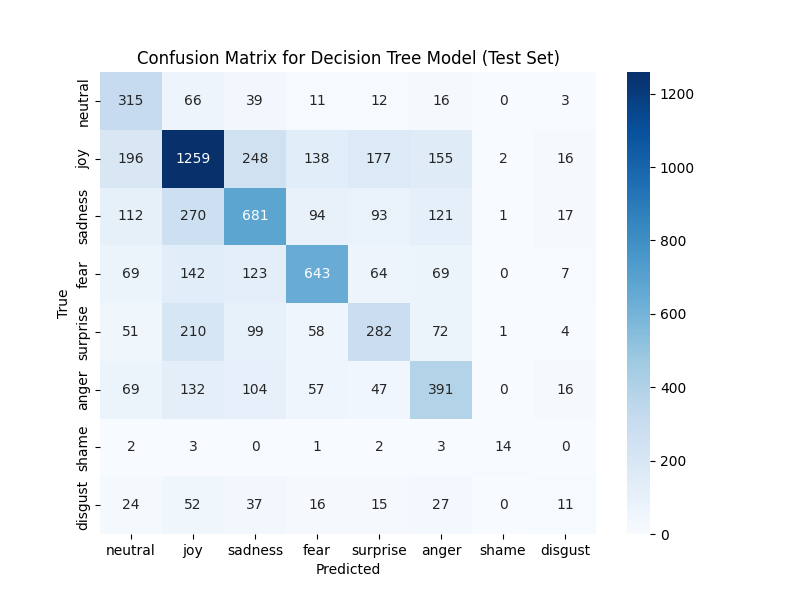 Confusion Matrix for Decision Tree Model (Test Set)
neutral 315 66 39 11 12 16 0 3
joy 196 1259 248 138 177 155 2 16
sadness 112 270 681 94 93 121 1 17
fear 69 142 123 643 64 69 0 7
surprise 51 210 99 58 282 72 1 4
anger 69 132 104 57 47 391 0 16
shame 2 3 0 1 2 3 14 0
disgust 24 52 37 16 15 27 0 11
True
neutral joy sadness fear surprise anger shame disgust
Predicted
1200
1000
800
600
400
200
0